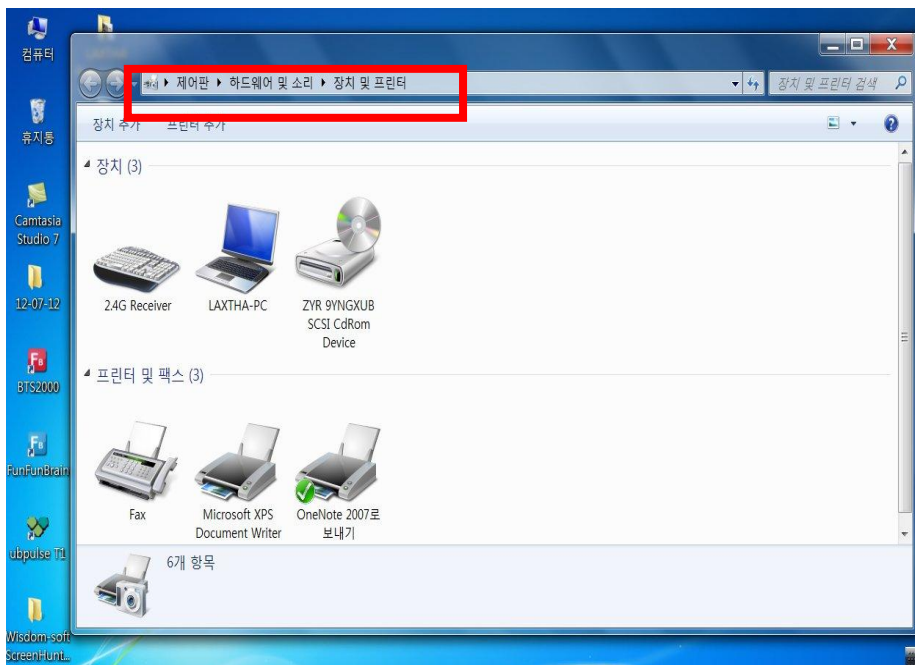 컴퓨터
휴지통
Camtasia
Studio 7
12-07-12
BTS2000
FunFunBrain
ubpulse T1
Wisdom-soft
ScreenHunt...
제어판 ▸ 하드웨어 및 소리 ▸ 장치 및 프린터
장치 및 프린터 검색
장치 추가 프린터 추가
장치 (3)
2.4G Receiver
LAXTHA-PC
ZYR 9YNGXUB
SCSI CdRom
Device
프린터 및 팩스 (3)
Fax
Microsoft XPS
Document Writer
OneNote 2007로
보내기
6개 항목